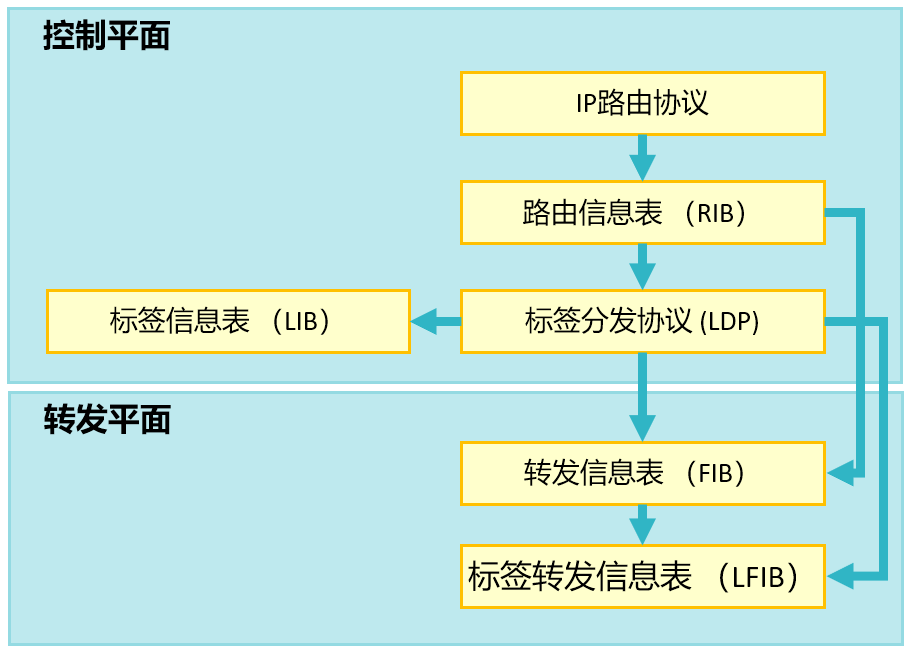 控制平面
IP路由协议
路由信息表 （RIB）
标签信息表 （LIB）
标签分发协议 (LDP)
转发平面
转发信息表 （FIB）
标签转发信息表 （LFIB）